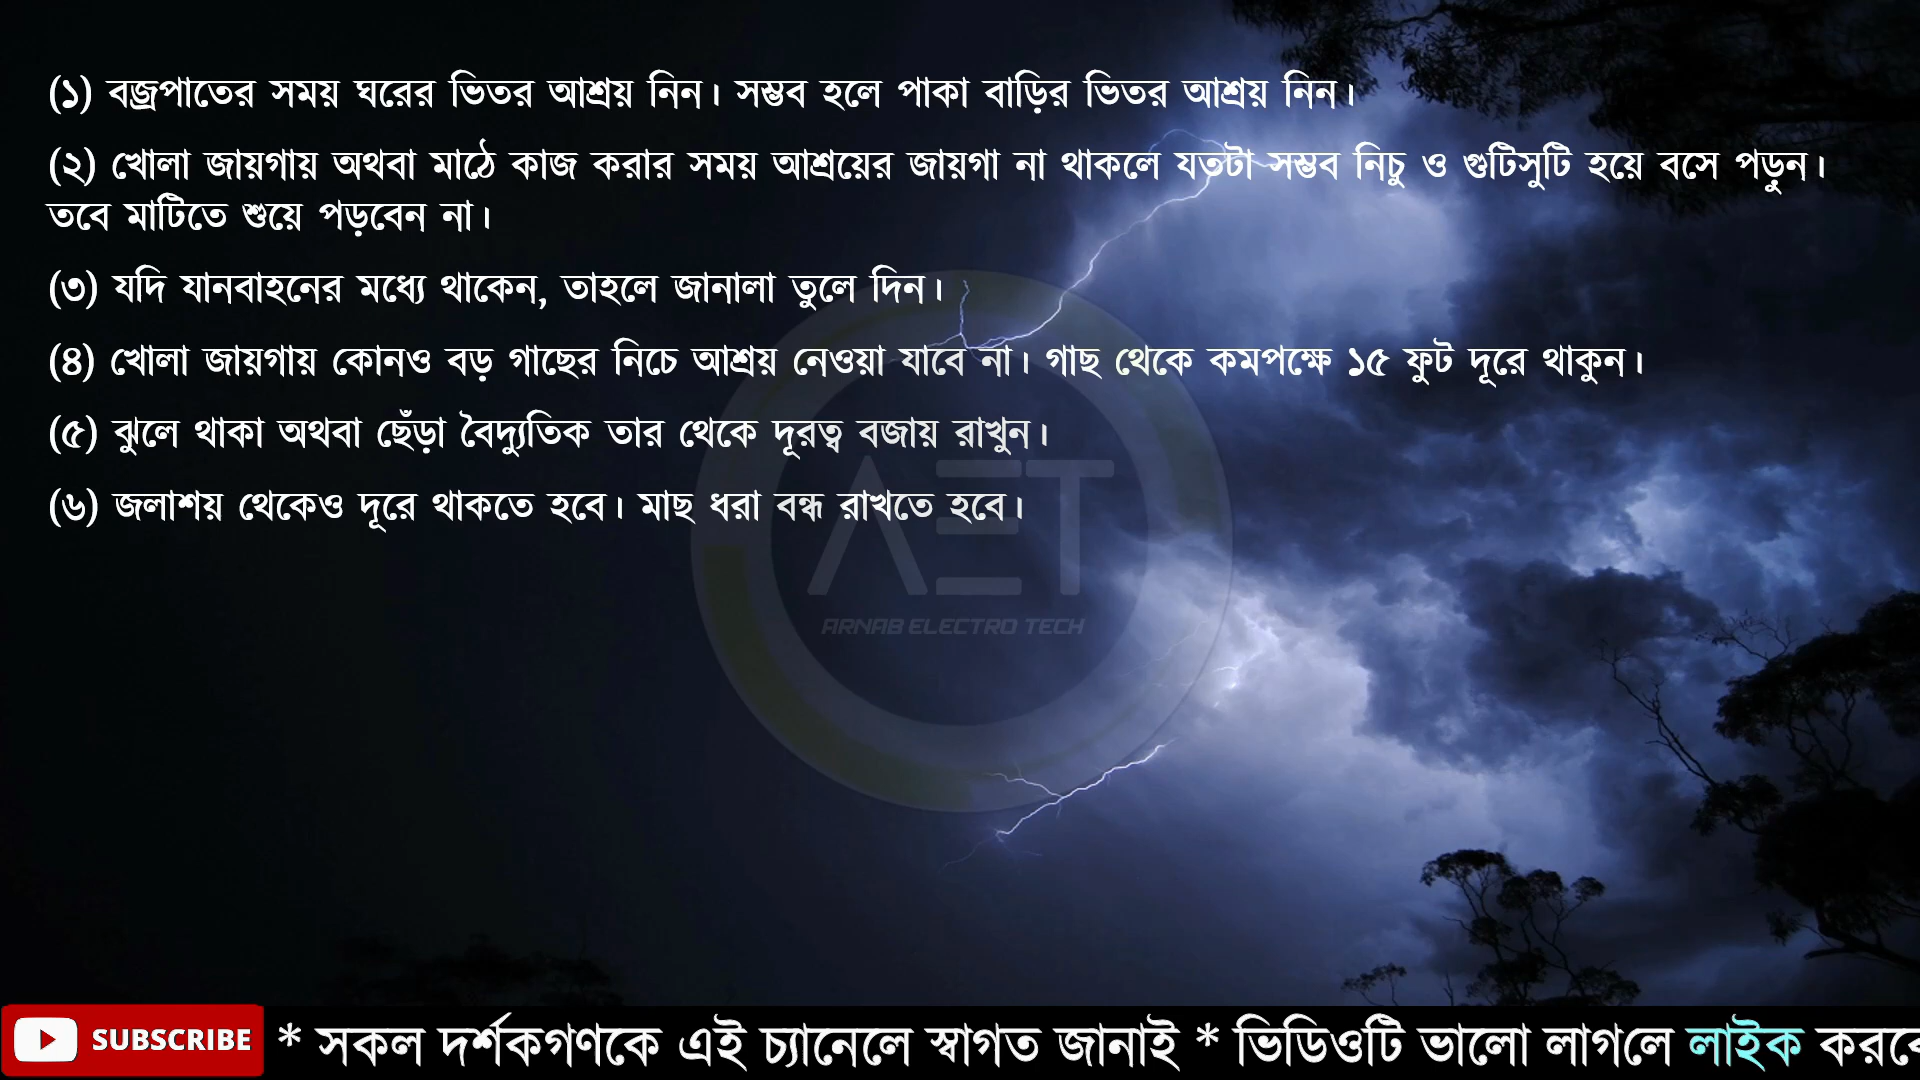 (১) বজ্রপাতের সময় ঘরের ভিতর আশ্রয় নিন। সম্ভব হলে পাকা বাড়ির ভিতর আশ্রয় নিন।
(২) খোলা জায়গায় অথবা মাঠে কাজ করার সময় আশ্রয়ের জায়গা না থাকলে যতটা সম্ভব নিচু ও গুটিসুটি হয়ে বসে পড়ুন।
তবে মাটিতে শুয়ে পড়বেন না।
(৩) যদি যানবাহনের মধ্যে থাকেন, তাহলে জানালা তুলে দিন।
(৪) খোলা জায়গায় কোনও বড় গাছের নিচে আশ্রয় নেওয়া যাবে না। গাছ থেকে কমপক্ষে ১৫ ফুট দূরে থাকুন।
(৫) ঝুলে থাকা অথবা ছেঁড়া বৈদ্যুতিক তার থেকে দূরত্ব বজায় রাখুন।
(৬) জলাশয় থেকেও দূরে থাকতে হবে। মাছ ধরা বন্ধ রাখতে হবে।
AET
ARNAB ELECTRO TECH
SUBSCRIBE * সকল দর্শকগণকে এই চ্যানেলে স্বাগত জানাই * ভিডিওটি ভালো লাগলে লাইক